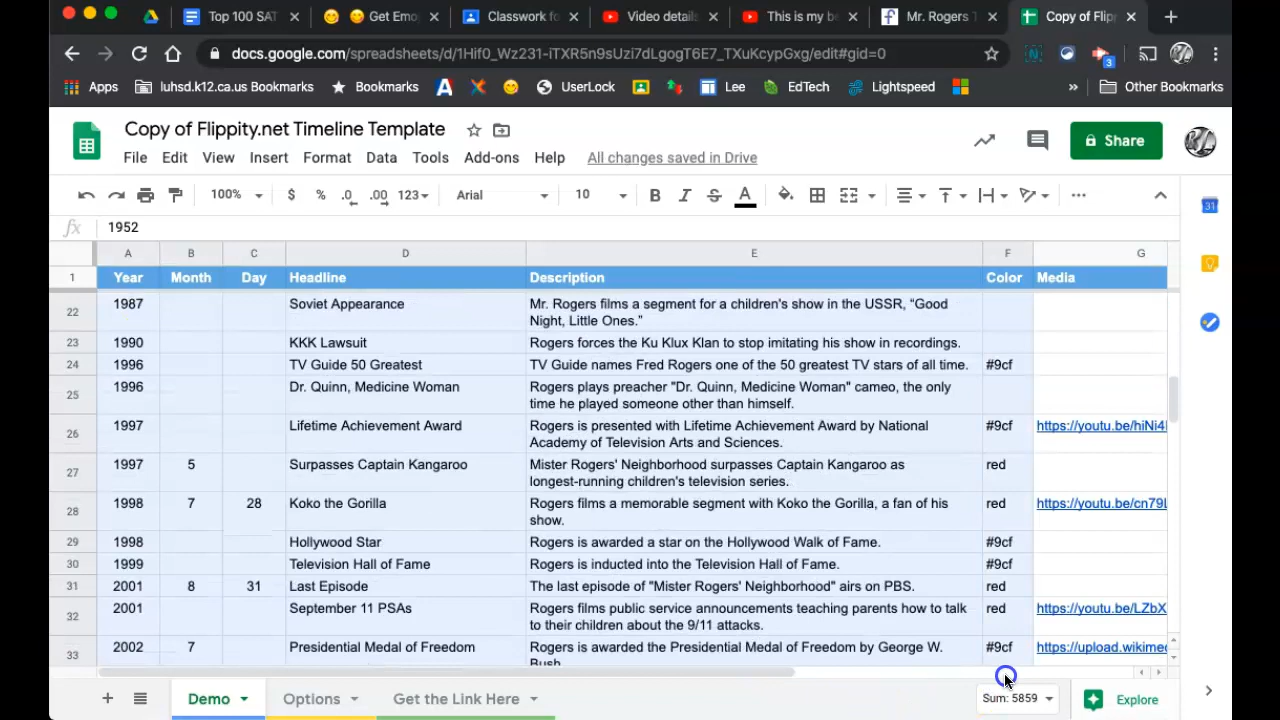 Top 100 SAT
Get Emo
Classwork fo
Video details
This is my be
Mr. Rogers T
Copy of Flipp
docs.google.com/spreadsheets/d/1Hif0_Wz231-iTXR5n9sUzi7dLgogT6E7_TXuKcypGxg/edit#gid=0
3
Apps luhsd.k12.ca.us Bookmarks Bookmarks UserLock Lee EdTech Lightspeed » Other Bookmarks
Copy of Flippity.net Timeline Template
Share
File Edit View Insert Format Data Tools Add-ons Help All changes saved in Drive
100% $ % .0 .00 123 Arial 10 B I S A
31
fx 1952
A B C D E F G
1 Year Month Day Headline Description Color Media
22 1987 Soviet Appearance Mr. Rogers films a segment for a children's show in the USSR, “Good
Night, Little Ones.”
23 1990 KKK Lawsuit Rogers forces the Ku Klux Klan to stop imitating his show in recordings.
24 1996 TV Guide 50 Greatest TV Guide names Fred Rogers one of the 50 greatest TV stars of all time. #9cf
25 1996 Dr. Quinn, Medicine Woman Rogers plays preacher "Dr. Quinn, Medicine Woman" cameo, the only
time he played someone other than himself.
26 1997 Lifetime Achievement Award Rogers is presented with Lifetime Achievement Award by National #9cf https://youtu.be/hiNi4
Academy of Television Arts and Sciences.
27 1997 5 Surpasses Captain Kangaroo Mister Rogers' Neighborhood surpasses Captain Kangaroo as red
longest-running children's television series.
28 1998 7 28 Koko the Gorilla Rogers films a memorable segment with Koko the Gorilla, a fan of his red https://youtu.be/cn79L
show.
29 1998 Hollywood Star Rogers is awarded a star on the Hollywood Walk of Fame. #9cf
30 1999 Television Hall of Fame Rogers is inducted into the Television Hall of Fame. #9cf
31 2001 8 31 Last Episode The last episode of "Mister Rogers' Neighborhood" airs on PBS. red
32 2001 September 11 PSAs Rogers films public service announcements teaching parents how to talk red https://youtu.be/LZbX
to their children about the 9/11 attacks.
33 2002 7 Presidential Medal of Freedom Rogers is awarded the Presidential Medal of Freedom by George W. #9cf https://upload.wikimed
Bush.
Demo Options Get the Link Here Sum: 5859 Explore